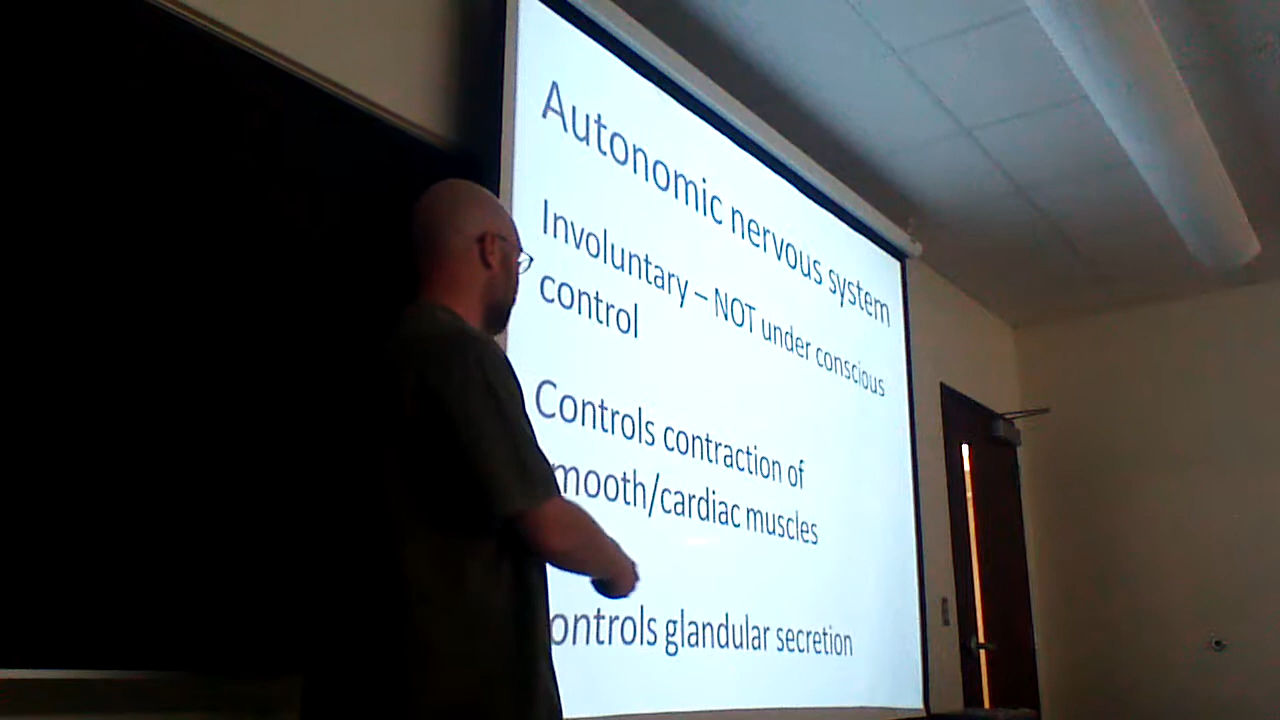 Autonomic nervous system
Involuntary – NOT under conscious
control
Controls contraction of
mooth/cardiac muscles
ontrols glandular secretion